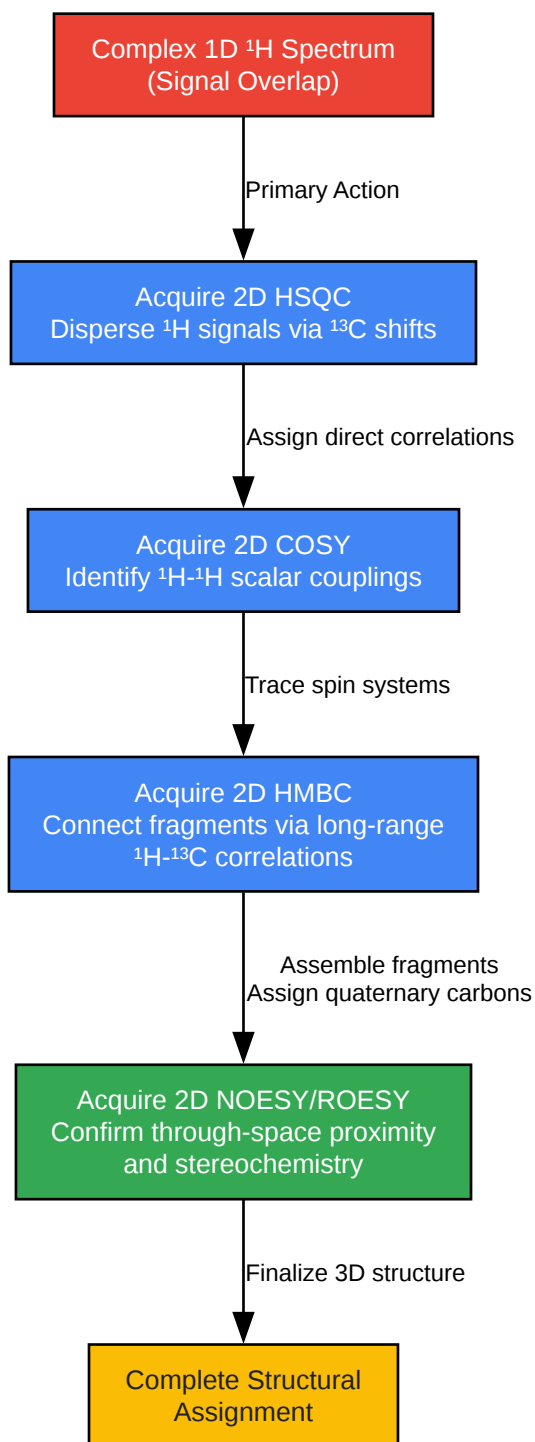 Complex 1D ¹H Spectrum
(Signal Overlap)
Primary Action
Acquire 2D HSQC
Disperse ¹H signals via ¹³C shifts
Assign direct correlations
Acquire 2D COSY
Identify ¹H-¹H scalar couplings
Trace spin systems
Acquire 2D HMBC
Connect fragments via long-range
¹H-¹³C correlations
Assemble fragments
Assign quaternary carbons
Acquire 2D NOESY/ROESY
Confirm through-space proximity
and stereochemistry
Finalize 3D structure
Complete Structural
Assignment